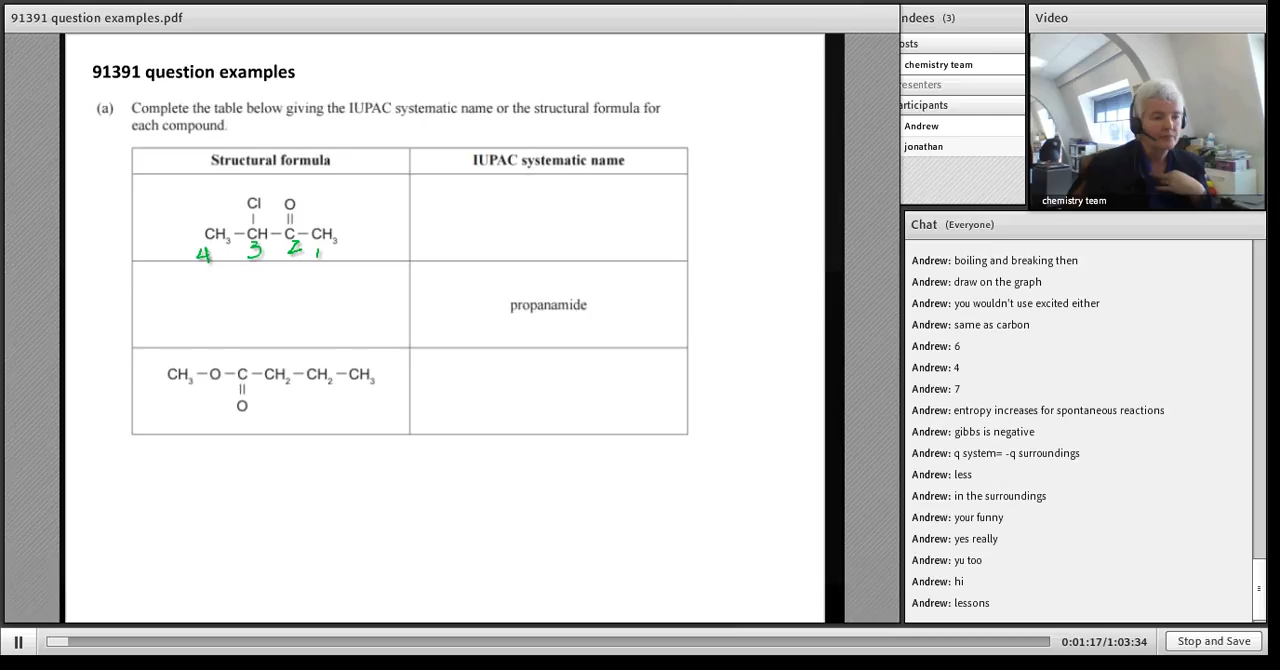 91391 question examples.pdf
91391 question examples
(a) Complete the table below giving the IUPAC systematic name or the structural formula for
each compound.
Structural formula IUPAC systematic name
Cl O
CH3 – CH – C – CH3
4 3 2 1
propanamide
CH3 – O – C – CH2 – CH2 – CH3
O
ndees (3)
osts
chemistry team
resenters
articipants
Andrew
jonathan
Video
chemistry team
Chat (Everyone)
Andrew: boiling and breaking then
Andrew: draw on the graph
Andrew: you wouldn't use excited either
Andrew: same as carbon
Andrew: 6
Andrew: 4
Andrew: 7
Andrew: entropy increases for spontaneous reactions
Andrew: gibbs is negative
Andrew: q system= -q surroundings
Andrew: less
Andrew: in the surroundings
Andrew: your funny
Andrew: yes really
Andrew: yu too
Andrew: hi
Andrew: lessons
0:01:17/1:03:34
Stop and Save